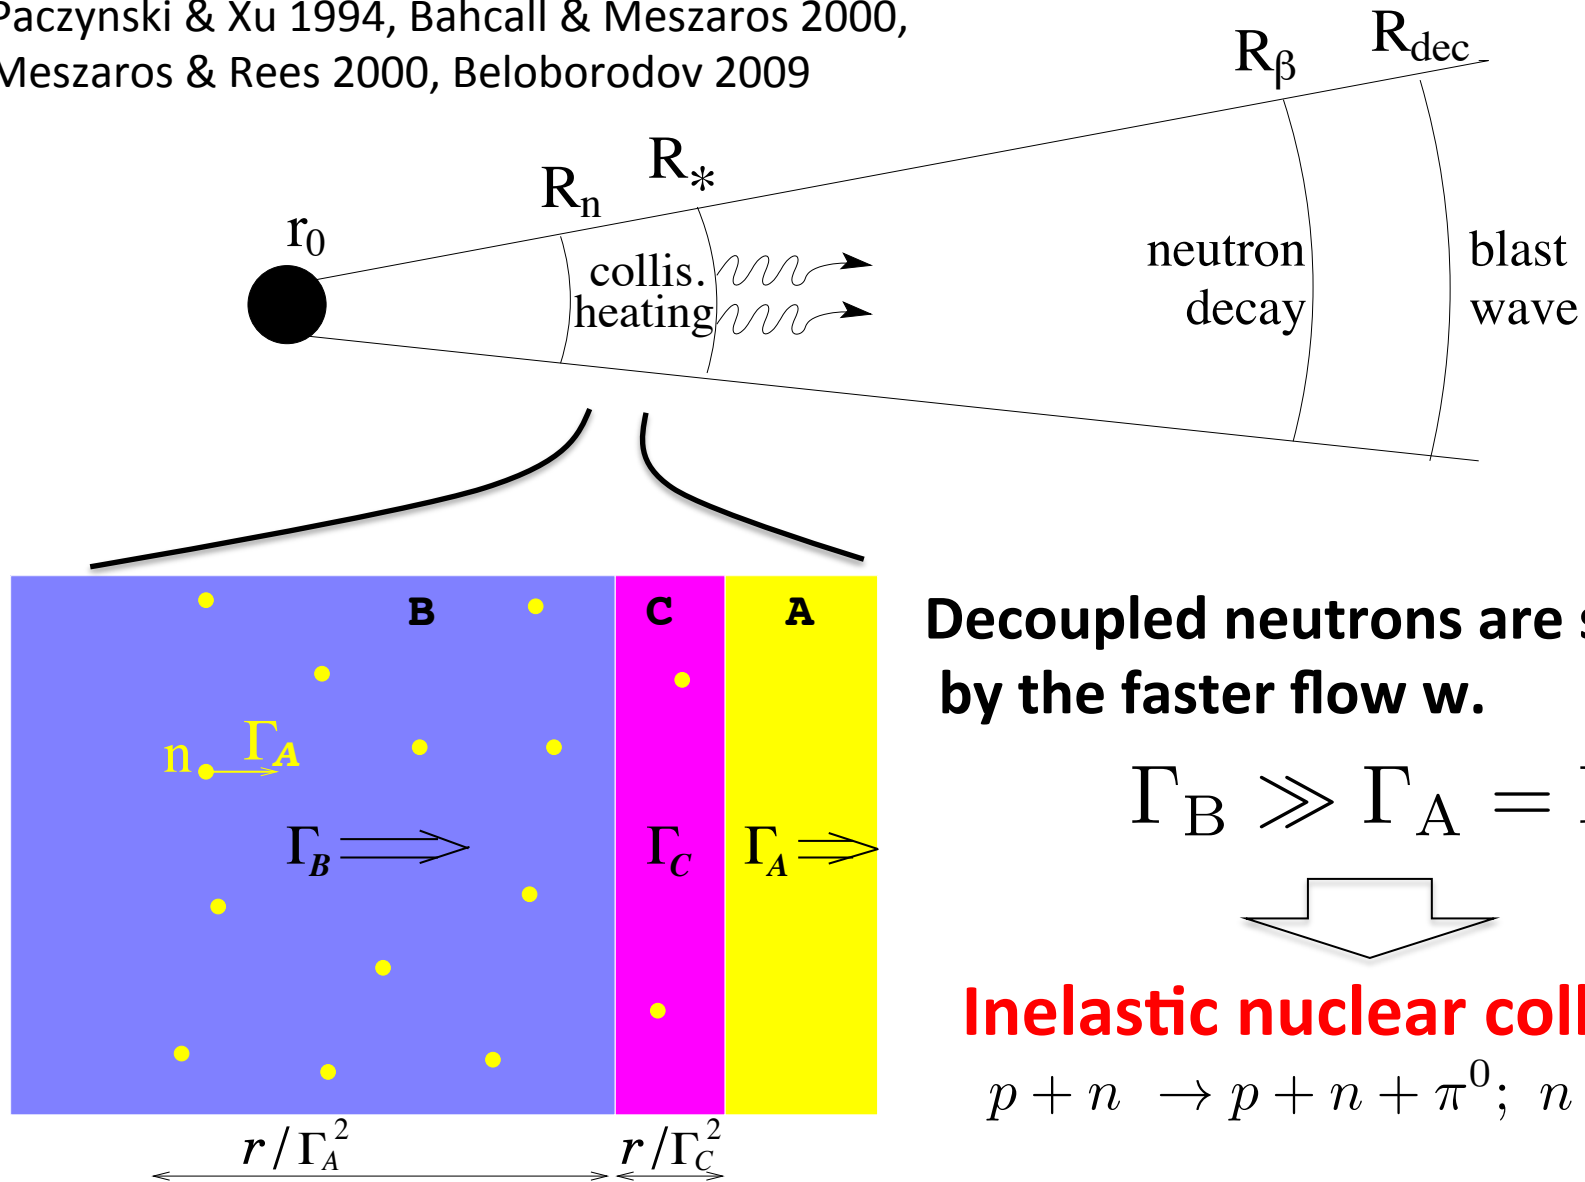 Paczynski & Xu 1994, Bahcall & Meszaros 2000,
Meszaros & Rees 2000, Beloborodov 2009
R_β
R_dec
R_n
R_*
r_0
collis.
heating
neutron
decay
blast
wave
B
C
A
n Γ_A
Γ_B
Γ_C
Γ_A
r/Γ_A^2
r/Γ_C^2
Decoupled neutrons are
by the faster flow w.
Γ_B ≫ Γ_A =
Inelastic nuclear
p + n → p + n + π^0; n